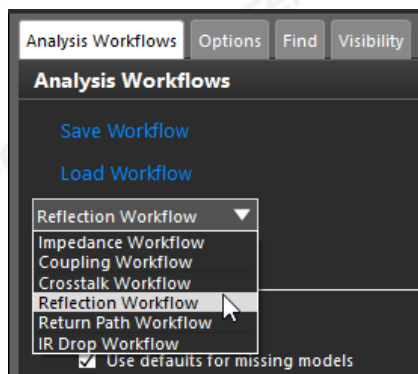 Analysis Workflows Options Find Visibility
Analysis Workflows
Save Workflow
Load Workflow
Reflection Workflow
Impedance Workflow
Coupling Workflow
Crosstalk Workflow
Reflection Workflow
Return Path Workflow
IR Drop Workflow
Use defaults for missing models